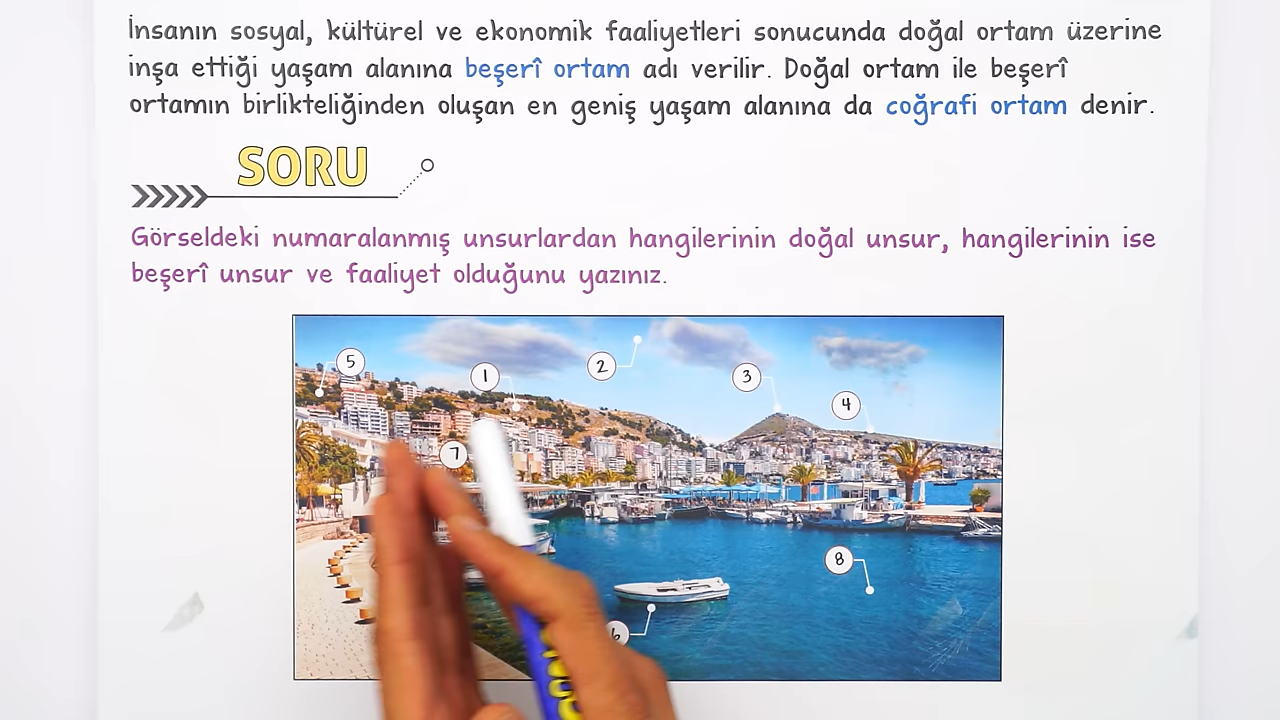 İnsanın sosyal, kültürel ve ekonomik faaliyetleri sonucunda doğal ortam üzerine
inşa ettiği yaşam alanına beşerî ortam adı verilir. Doğal ortam ile beşerî
ortamın birlikteliğinden oluşan en geniş yaşam alanına da coğrafi ortam denir.
SORU
Görseldeki numaralanmış unsurlardan hangilerinin doğal unsur, hangilerinin ise
beşerî unsur ve faaliyet olduğunu yazınız.
5
1
2
3
4
7
8
6